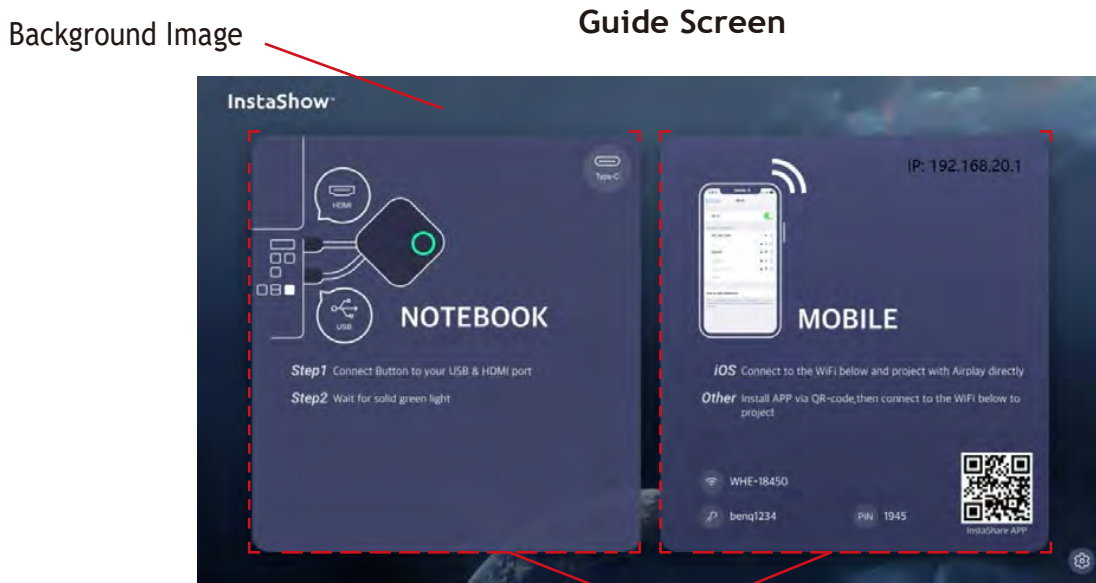 Guide Screen
Background Image
InstaShow™
HDMI
Type-C
USB
NOTEBOOK
Step1 Connect Button to your USB & HDMI port
Step2 Wait for solid green light
IP: 192.168.20.1
MOBILE
iOS Connect to the WiFi below and project with Airplay directly
Other Install APP via QR-code,then connect to the WiFi below to
project
WHE-18450
benq1234
PIN 1945
InstaShare APP